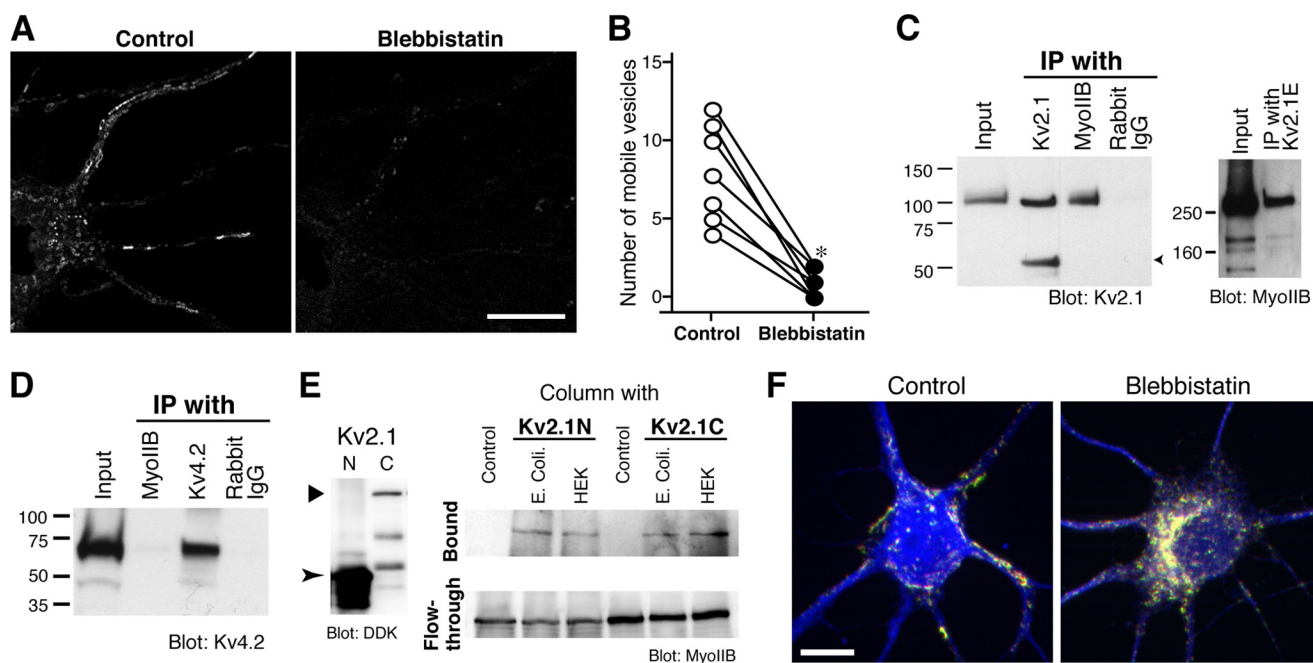 A
Control
Blebbistatin
B
Number of mobile vesicles
15
10
5
0
*
Control
Blebbistatin
C
IP with
Input
Kv2.1
MyoIIB
Rabbit
IgG
150
100
75
50
Blot: Kv2.1
Input
IP with
Kv2.1E
250
160
Blot: MyoIIB
D
IP with
Input
MyoIIB
Kv4.2
Rabbit
IgG
100
75
50
35
Blot: Kv4.2
E
Kv2.1
N C
Blot: DDK
Column with
Kv2.1N Kv2.1C
Control
E. Coli.
HEK
Control
E. Coli.
HEK
Bound
Flow-
through
Blot: MyoIIB
F
Control
Blebbistatin